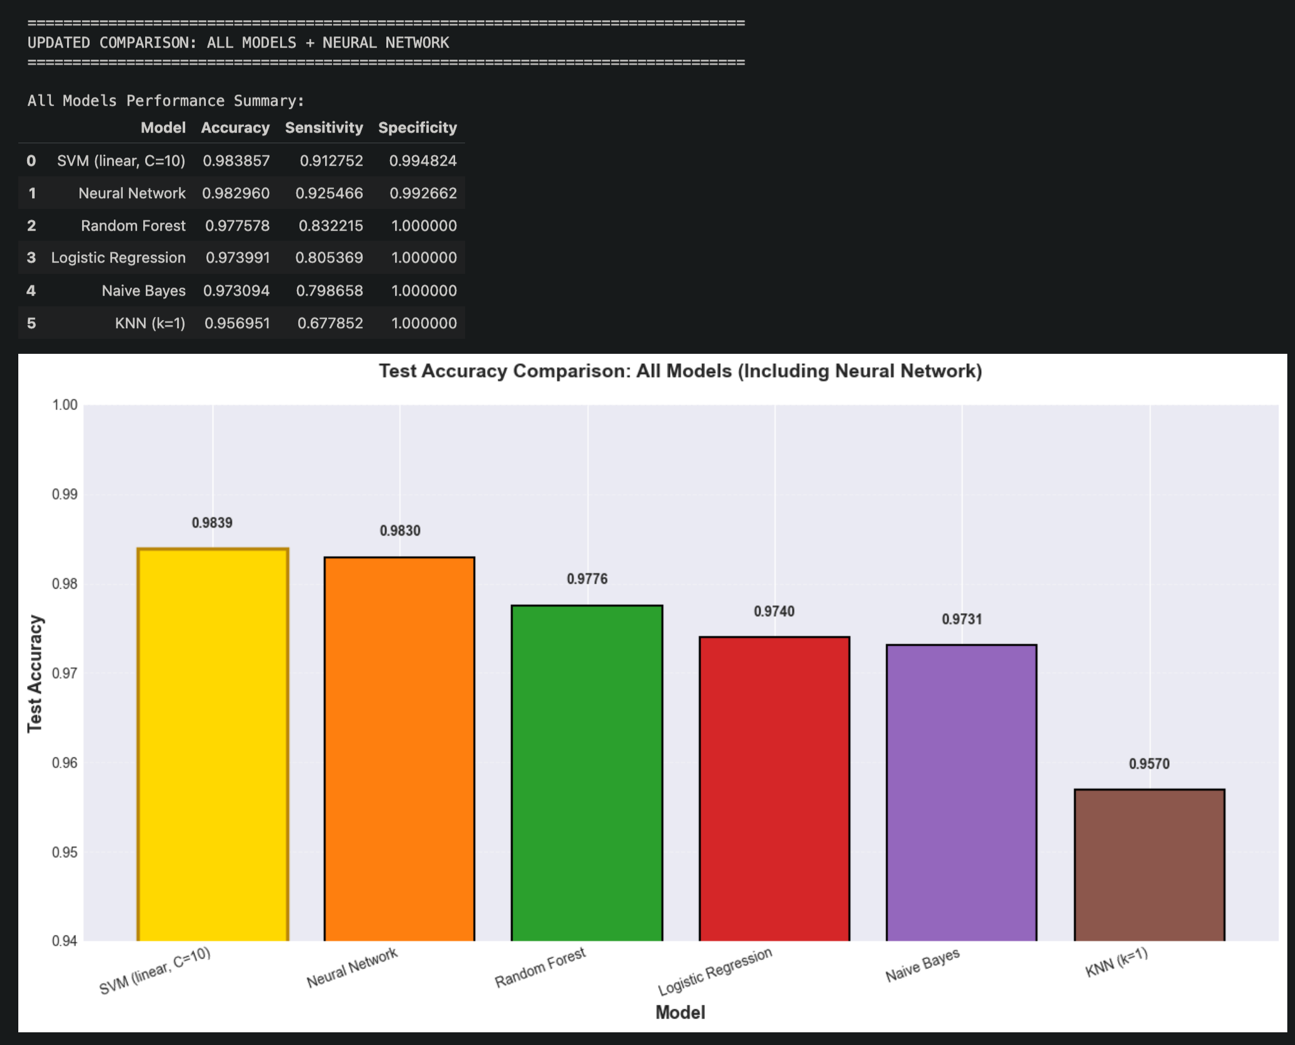 ================================================================================
UPDATED COMPARISON: ALL MODELS + NEURAL NETWORK
================================================================================
All Models Performance Summary:
Model Accuracy Sensitivity Specificity
0 SVM (linear, C=10) 0.983857 0.912752 0.994824
1 Neural Network 0.982960 0.925466 0.992662
2 Random Forest 0.977578 0.832215 1.000000
3 Logistic Regression 0.973991 0.805369 1.000000
4 Naive Bayes 0.973094 0.798658 1.000000
5 KNN (k=1) 0.956951 0.677852 1.000000
Test Accuracy Comparison: All Models (Including Neural Network)
1.00
0.99
0.98
0.97
0.96
0.95
0.94
Test Accuracy
0.9839
0.9830
0.9776
0.9740
0.9731
0.9570
SVM (linear, C=10)
Neural Network
Random Forest
Logistic Regression
Naive Bayes
KNN (k=1)
Model